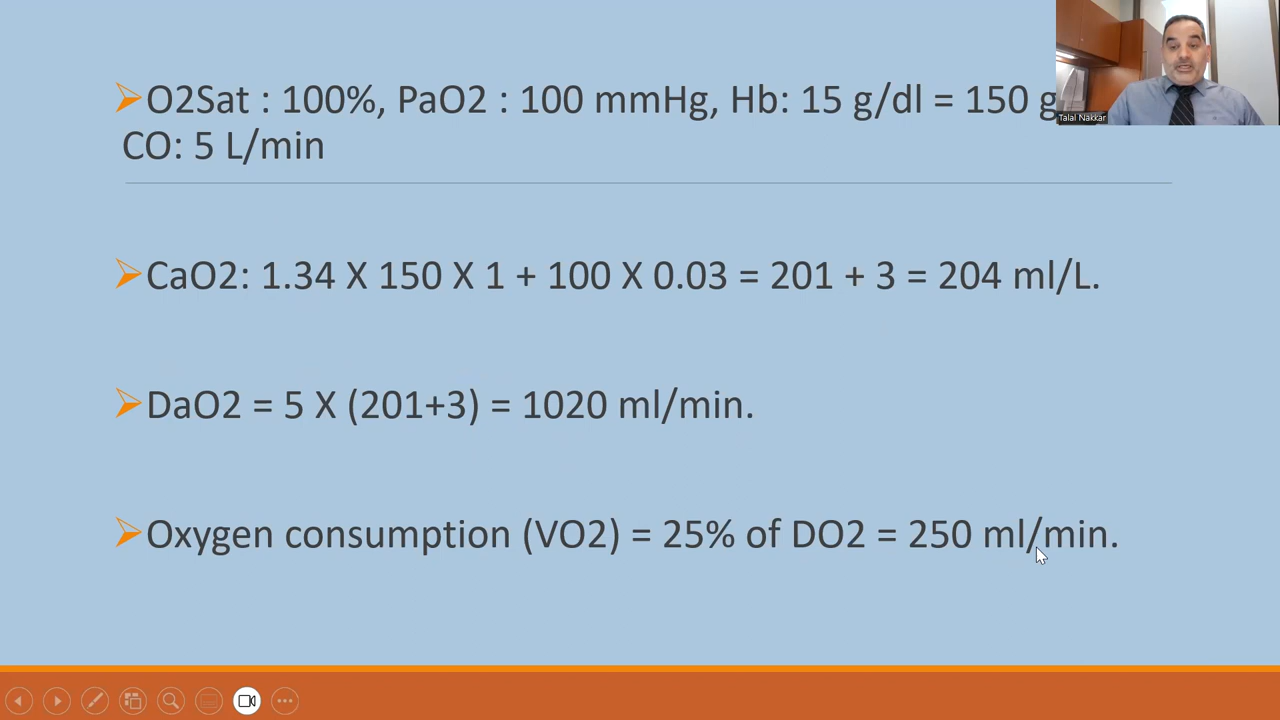 O2Sat : 100%, PaO2 : 100 mmHg, Hb: 15 g/dl = 150 g
CO: 5 L/min
Talal Nakkar
CaO2: 1.34 X 150 X 1 + 100 X 0.03 = 201 + 3 = 204 ml/L.
DaO2 = 5 X (201+3) = 1020 ml/min.
Oxygen consumption (VO2) = 25% of DO2 = 250 ml/min.